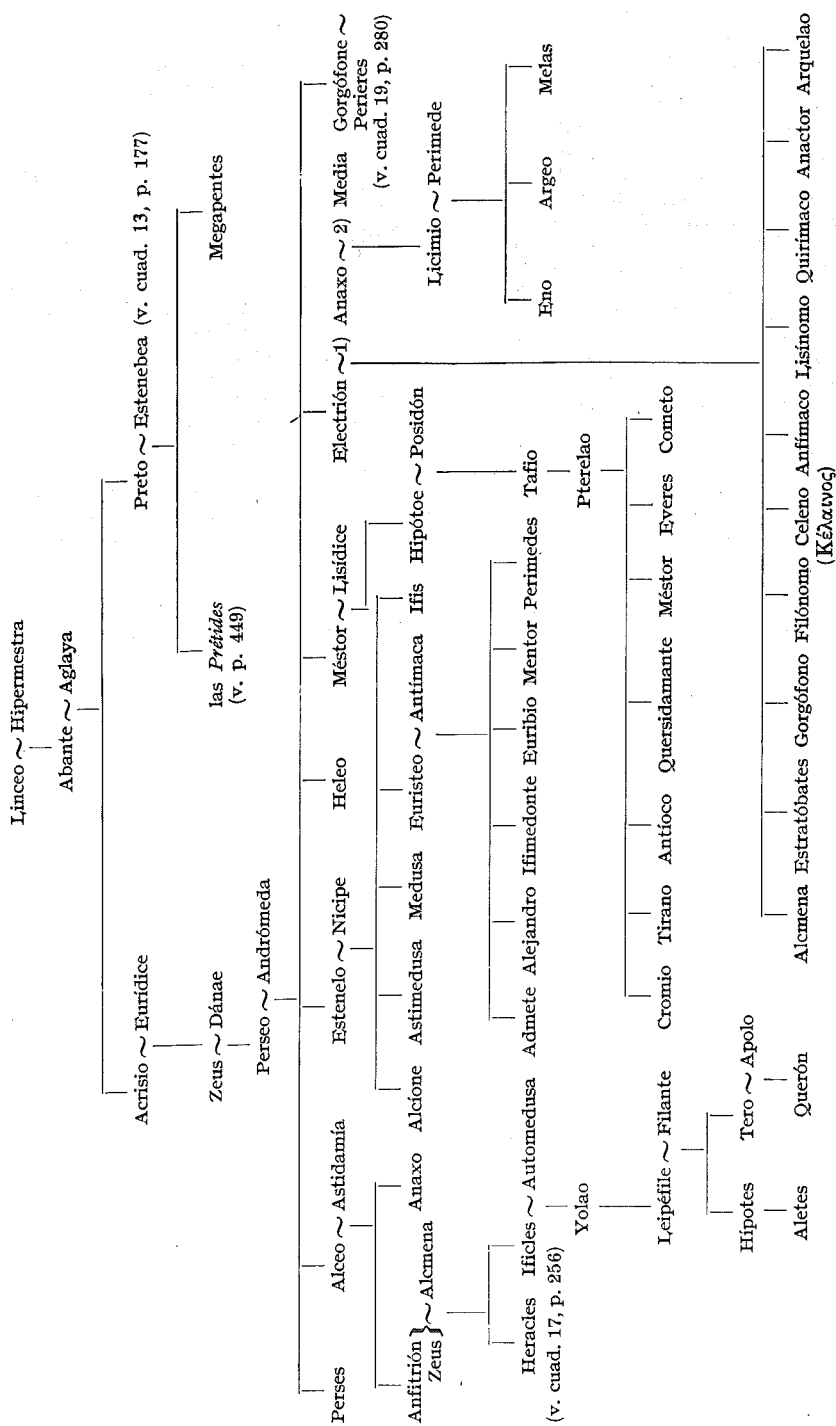 Linceo ~ Hipermestra
Abante ~ Aglaya
Acrisio ~ Eurídice
Preto ~ Estenebea (v. cuad. 13, p. 177)
Zeus ~ Dánae
las Prétides
(v. p. 449)
Megapentes
Perseo ~ Andrómeda
Perses Alceo ~ Astidamía Estenelo ~ Nicipe Heleo Méstor ~ Lisídice Electrión ~ 1) Anaxo ~ 2) Media Gorgófone ~
Perieres
(v. cuad. 19, p. 280)
Anfitrión } ~ Alcmena
Zeus
Anaxo Alcíone Astimedusa Medusa Euristeo ~ Antímaca Ifis Hipótoe ~ Posidón
Licimio ~ Perimede
Heracles Ificles ~ Automedusa
(v. cuad. 17, p. 256)
Admete Alejandro Ifimedonte Euribio Mentor Perimedes Tafio
Eno Argeo Melas
Yolao
Pterelao
Leipéfile ~ Filante
Cromio Tirano Antíoco Quersidamante Méstor Everes Cometo
Hípotes Tero ~ Apolo
Aletes Querón
Alcmena Estratóbates Gorgófono Filónomo Celeno Anfímaco Lisínomo Quirímaco Anactor Arquelao
(Κέλαινος)